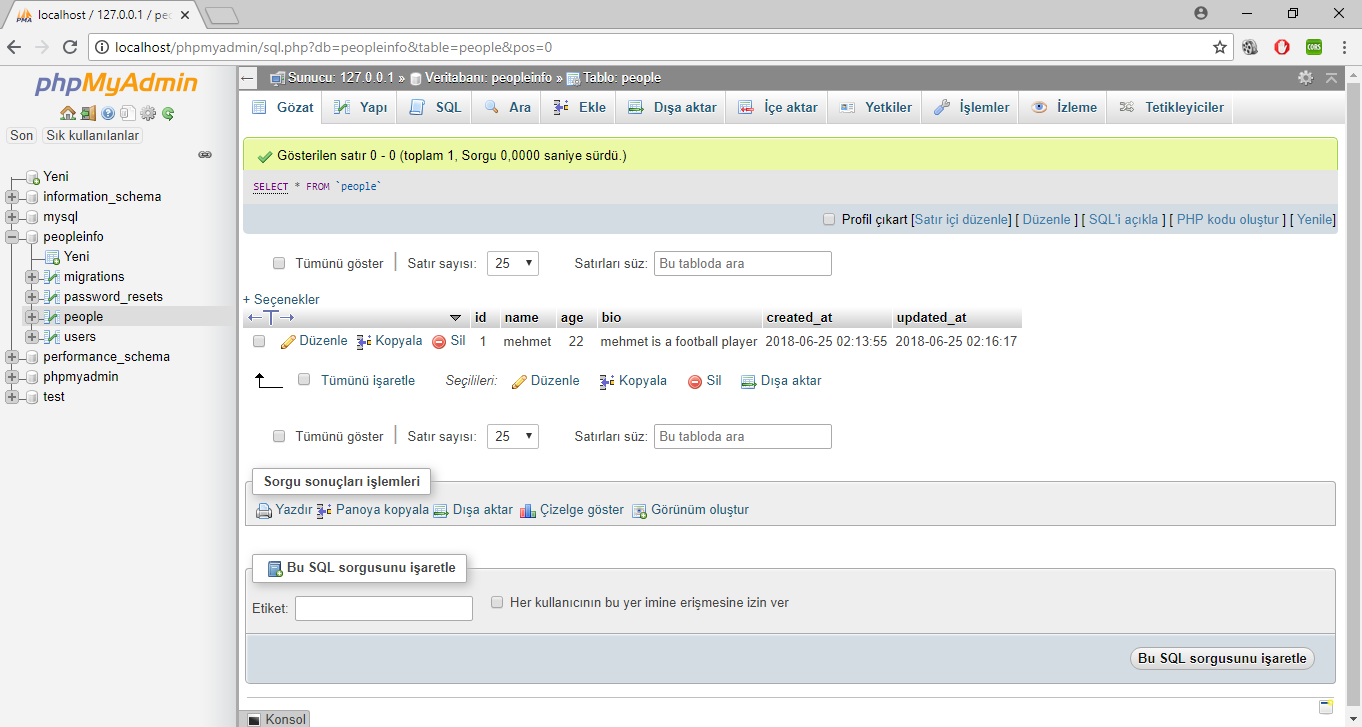 localhost / 127.0.0.1 / pec
localhost/phpmyadmin/sql.php?db=peopleinfo&table=people&pos=0
CORS
phpMyAdmin
Son Sık kullanılanlar
Yeni
information_schema
mysql
peopleinfo
Yeni
migrations
password_resets
people
users
performance_schema
phpmyadmin
test
Sunucu: 127.0.0.1 » Veritabanı: peopleinfo » Tablo: people
Gözat Yapı SQL Ara Ekle Dışa aktar İçe aktar Yetkiler İşlemler İzleme Tetikleyiciler
Gösterilen satır 0 - 0 (toplam 1, Sorgu 0,0000 saniye sürdü.)
SELECT * FROM `people`
Profil çıkart [Satır içi düzenle] [ Düzenle ] [ SQL'i açıkla ] [ PHP kodu oluştur ] [ Yenile]
Tümünü göster | Satır sayısı: 25 Satırları süz: Bu tabloda ara
+ Seçenekler
←T→ id name age bio created_at updated_at
Düzenle Kopyala Sil 1 mehmet 22 mehmet is a football player 2018-06-25 02:13:55 2018-06-25 02:16:17
Tümünü işaretle Seçilileri: Düzenle Kopyala Sil Dışa aktar
Tümünü göster | Satır sayısı: 25 Satırları süz: Bu tabloda ara
Sorgu sonuçları işlemleri
Yazdır Panoya kopyala Dışa aktar Çizelge göster Görünüm oluştur
Bu SQL sorgusunu işaretle
Etiket: Her kullanıcının bu yer imine erişmesine izin ver
Bu SQL sorgusunu işaretle
Konsol